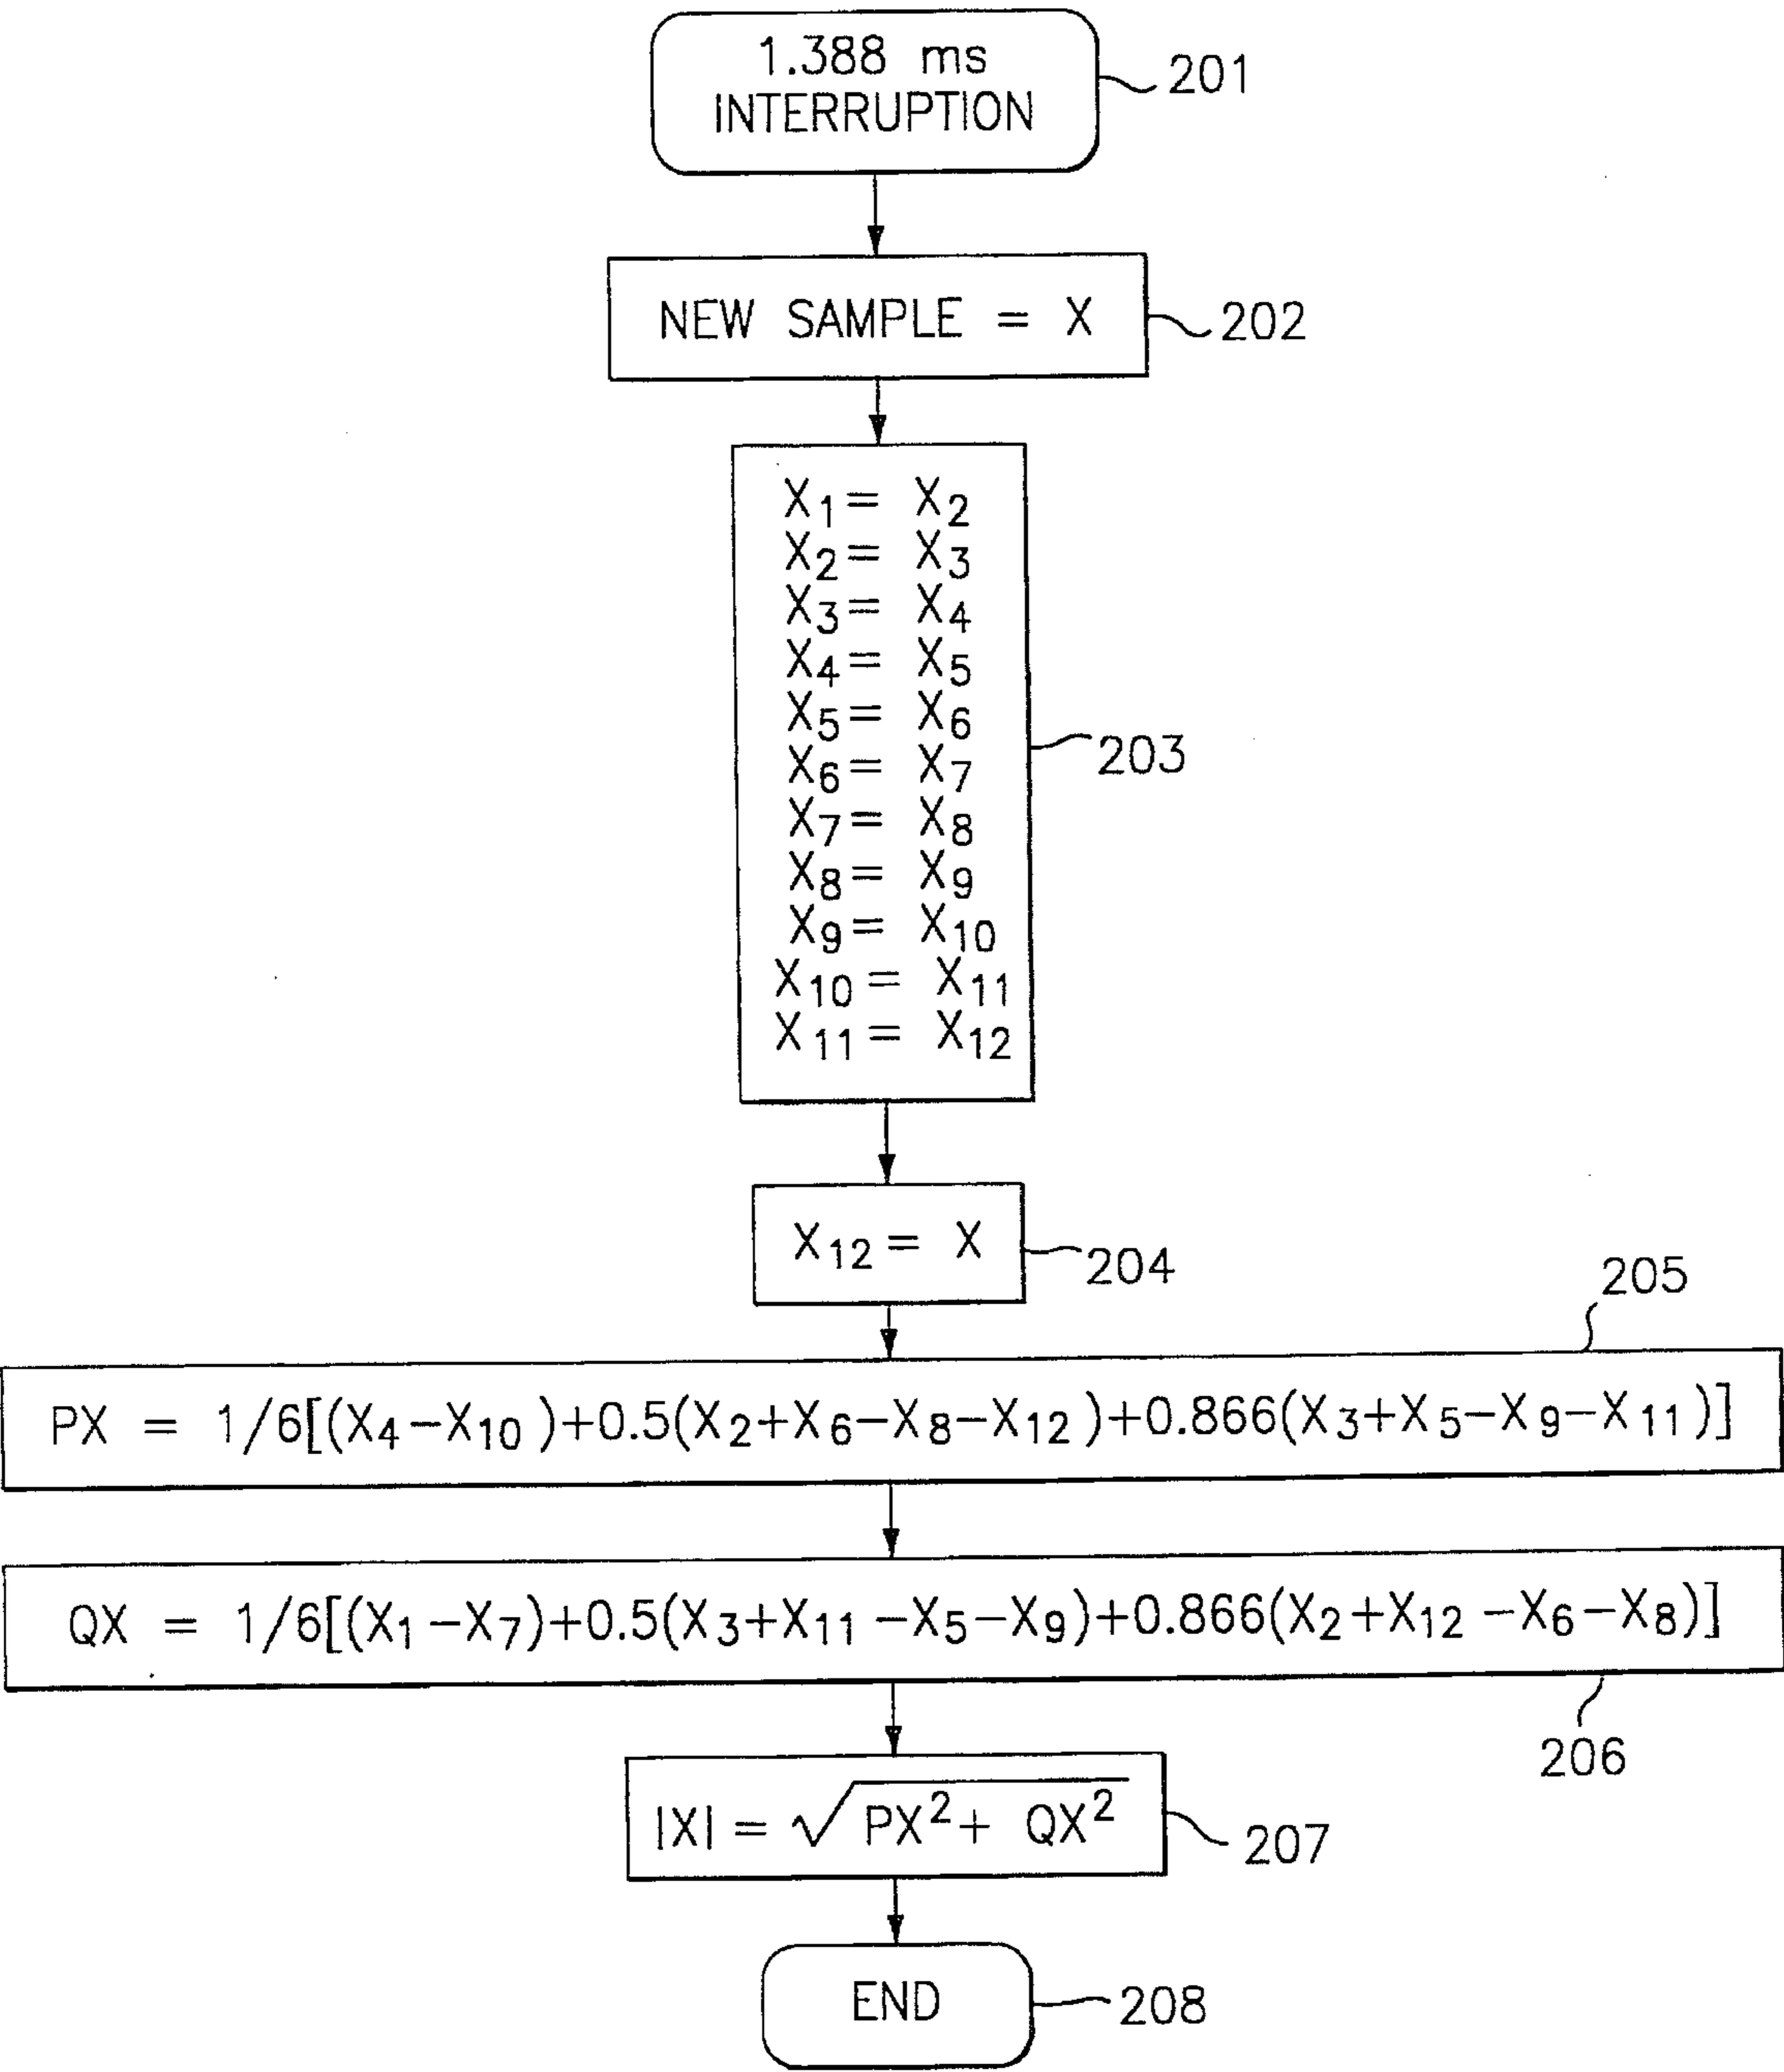 1.388 ms
INTERRUPTION
201
NEW SAMPLE = X
202
X₁ = X₂
X₂ = X₃
X₃ = X₄
X₄ = X₅
X₅ = X₆
X₆ = X₇
X₇ = X₈
X₈ = X₉
X₉ = X₁₀
X₁₀ = X₁₁
X₁₁ = X₁₂
203
X₁₂ = X
204
205
PX = 1/6[(X₄−X₁₀)+0.5(X₂+X₆−X₈−X₁₂)+0.866(X₃+X₅−X₉−X₁₁)]
QX = 1/6[(X₁−X₇)+0.5(X₃+X₁₁−X₅−X₉)+0.866(X₂+X₁₂−X₆−X₈)]
206
|X| = √PX²+ QX²
207
END
208